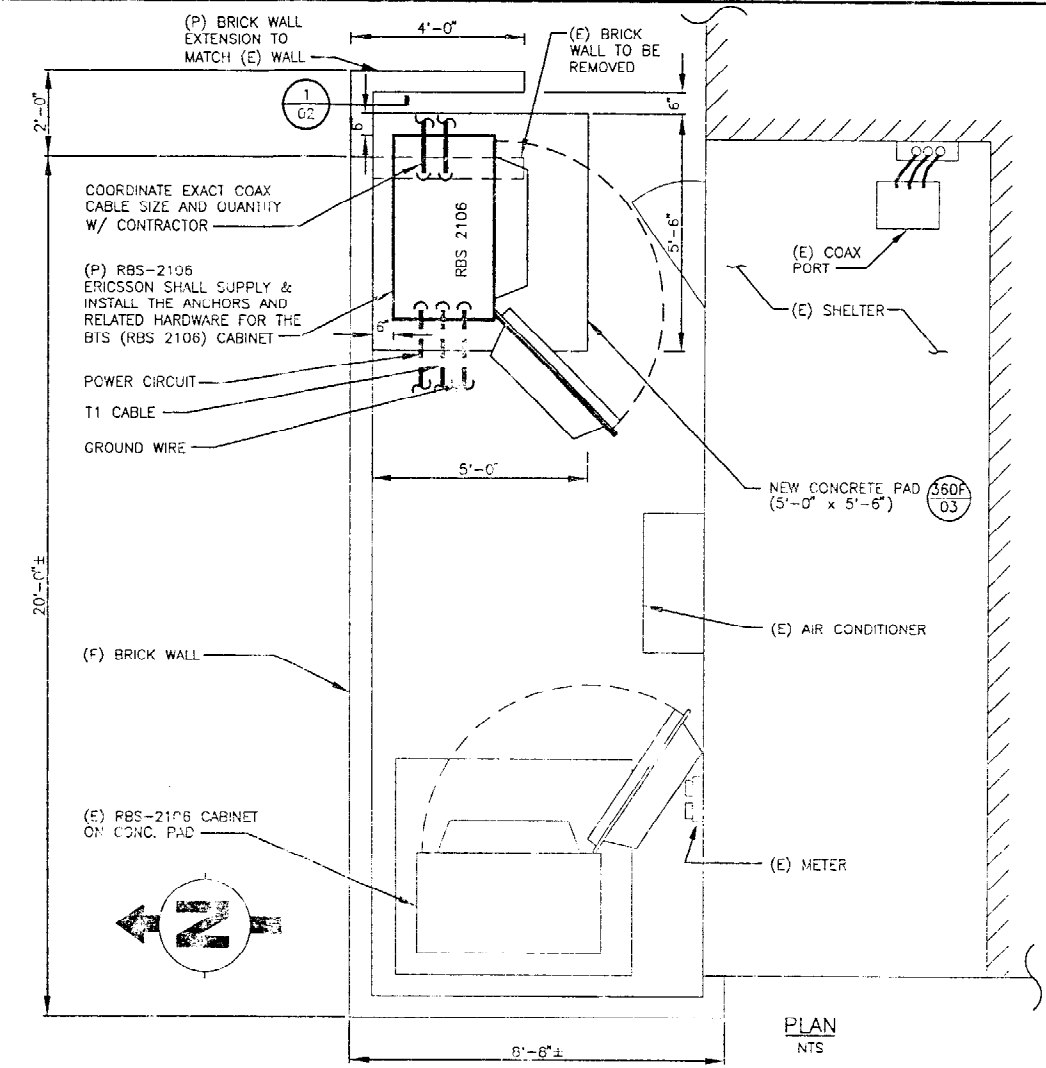 (P) BRICK WALL
EXTENSION TO
MATCH (E) WALL
4'-0"
(E) BRICK
WALL TO BE
REMOVED
1
02
2'-0"
6"
6"
COORDINATE EXACT COAX
CABLE SIZE AND QUANTITY
W/ CONTRACTOR
RBS 2106
5'-6"
(E) COAX
PORT
(P) RBS-2106
ERICSSON SHALL SUPPLY &
INSTALL THE ANCHORS AND
RELATED HARDWARE FOR THE
BTS (RBS 2106) CABINET
6"
(E) SHELTER
POWER CIRCUIT
T1 CABLE
GROUND WIRE
5'-0"
NEW CONCRETE PAD
(5'-0" x 5'-6")
360F
03
20'-0"±
(E) AIR CONDITIONER
(E) BRICK WALL
(E) RBS-2106 CABINET
ON CONC. PAD
(E) METER
N
PLAN
NTS
8'-8"±